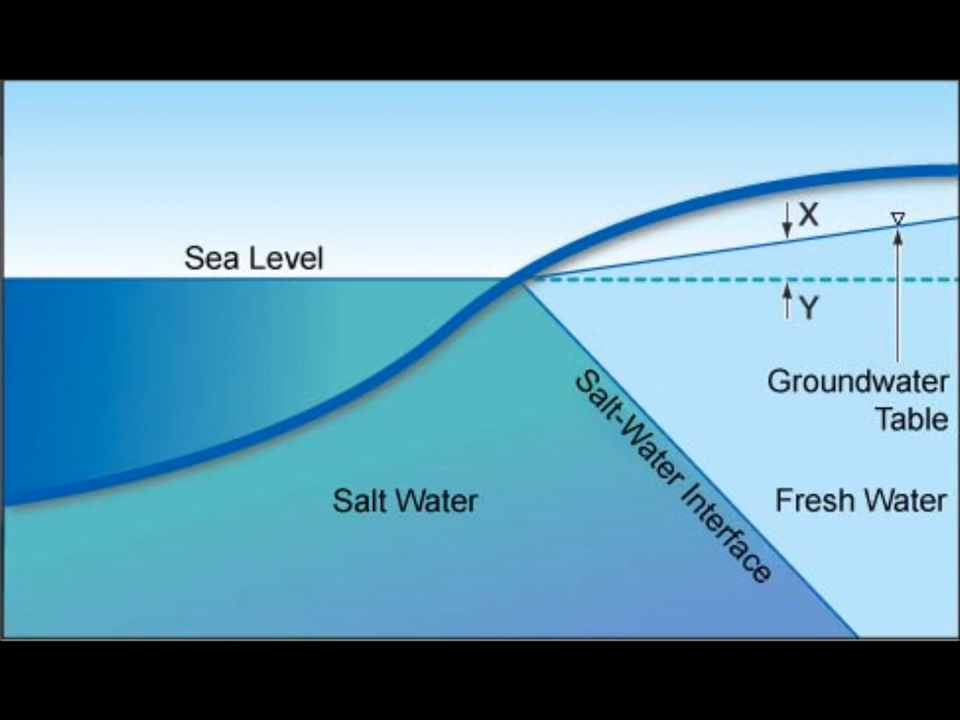 X
Sea Level
Y
Groundwater
Table
Salt-Water Interface
Salt Water
Fresh Water